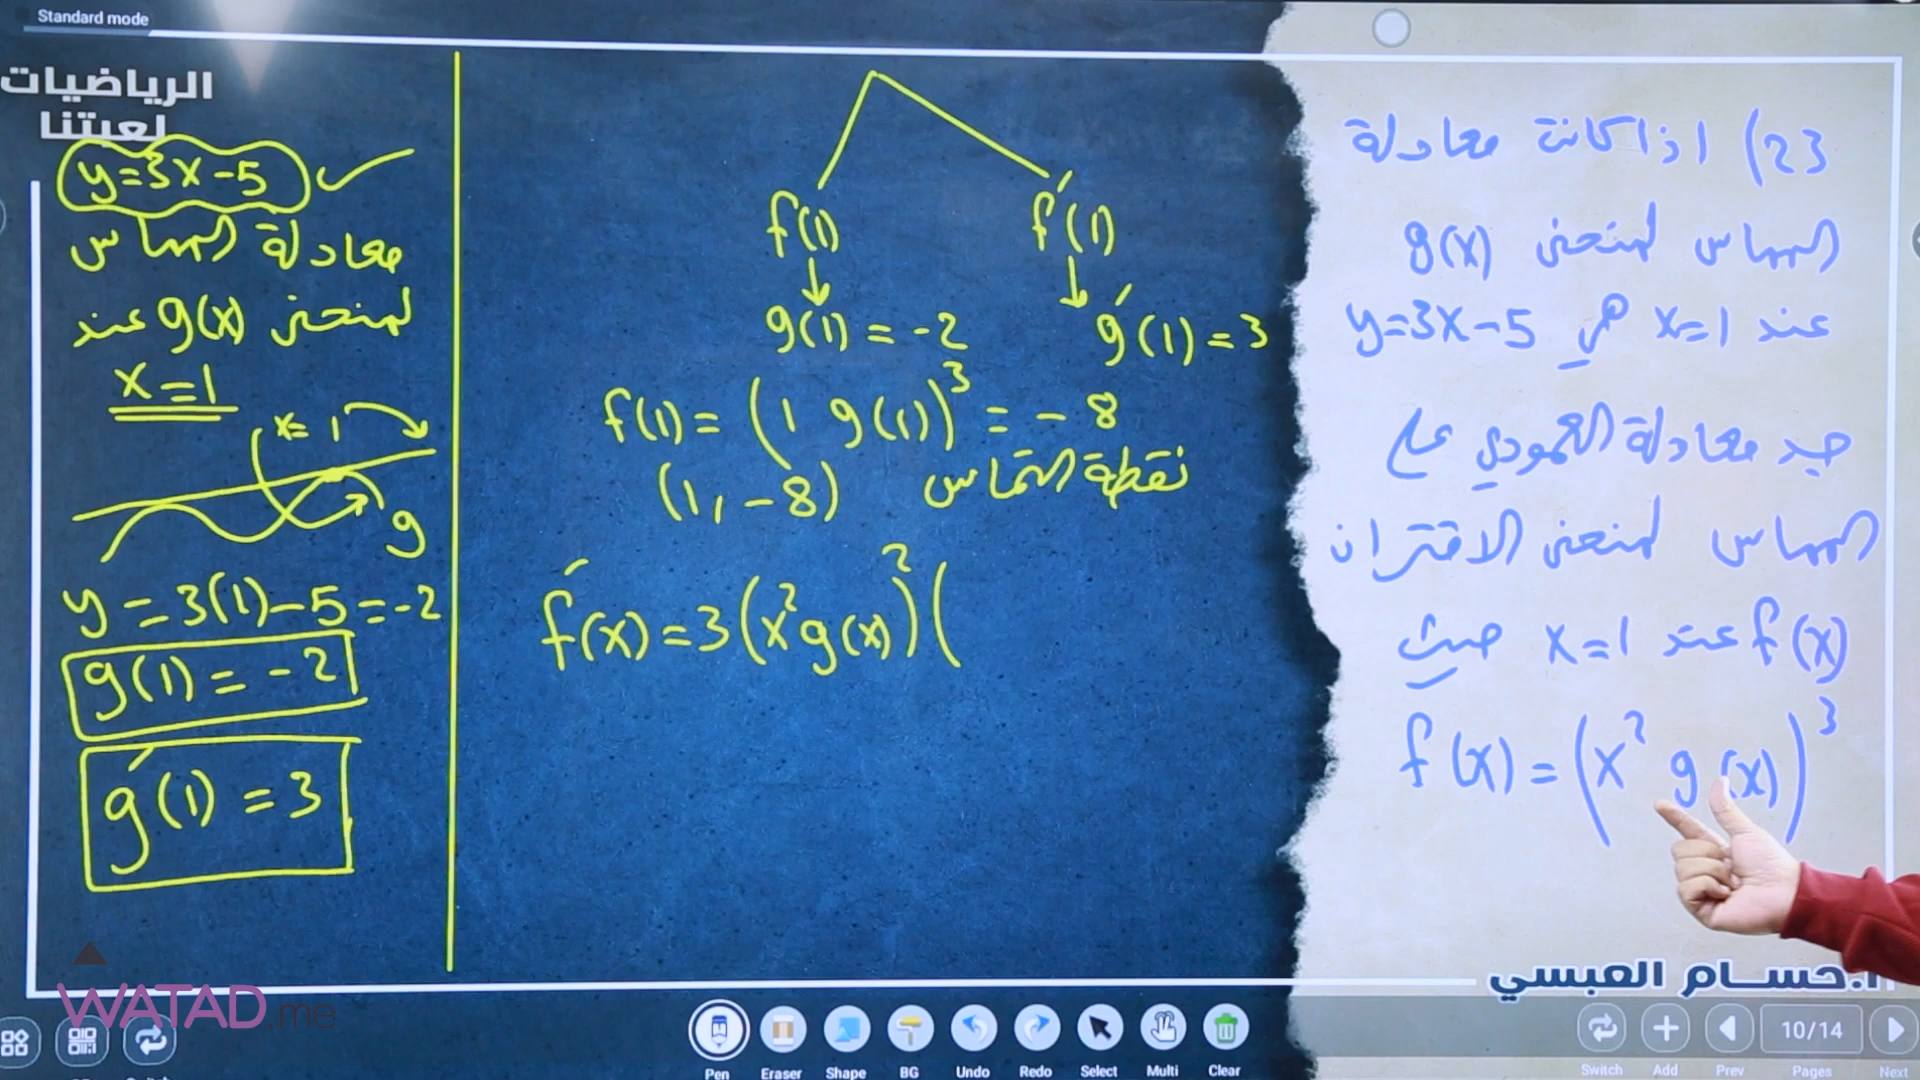 Standard mode
الرياضيات
لعبتنا
23) اذا كانت معادلة
المماس لمنحنى g(x)
عند x=1 هي y=3x-5
جد معادلة العمودي على
المماس لمنحنى الاقتران
f(x) عند x=1 حيث
f(x) = (x² g(x))³
y=3x-5
معادلة المماس
لمنحنى g(x) عند
x=1
x=1
g
y=3(1)-5=-2
g(1)=-2
g′(1)=3
f(1) f′(1)
g(1)=-2 g′(1)=3
f(1)=(1 g(1))³=-8
(1,-8) نقطة التماس
f′(x)=3(x²g(x))²(
أ.حسام العبسي
WATAD.me
Pen Eraser Shape BG Undo Redo Select Multi Clear
10/14
Switch Add Prev Pages Next